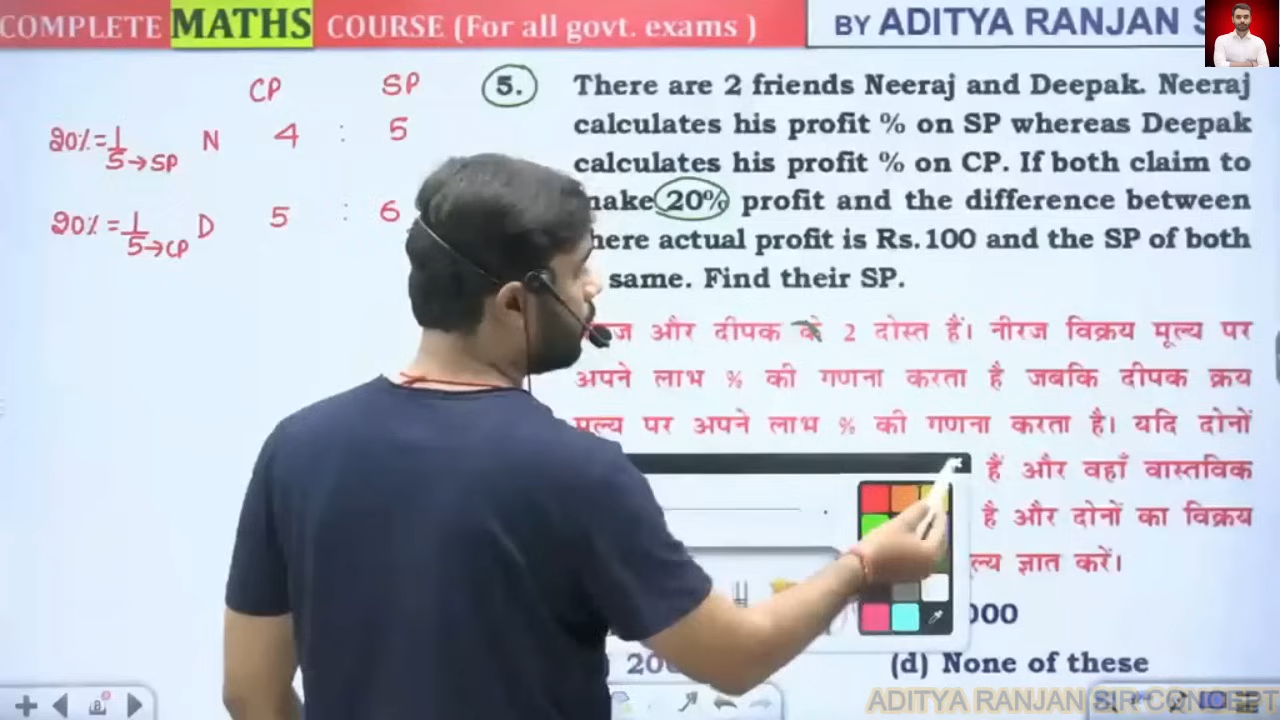 COMPLETE MATHS COURSE (For all govt. exams )
BY ADITYA RANJAN
CP SP
20% = 1/5→SP N 4 : 5
20% = 1/5→CP D 5 : 6
5. There are 2 friends Neeraj and Deepak. Neeraj
calculates his profit % on SP whereas Deepak
calculates his profit % on CP. If both claim to
20% profit and the difference between
actual profit is Rs.100 and the SP of both
same. Find their SP.
और दीपक 2 दोस्त हैं। नीरज विक्रय मूल्य पर
अपने लाभ % की गणना करता है जबकि दीपक क्रय
मूल्य पर अपने लाभ % की गणना करता है। यदि दोनों
हैं और वहाँ वास्तविक
है और दोनों का विक्रय
ज्ञात करें।
(d) None of these
ADITYA RANJAN SIR CONCEPT